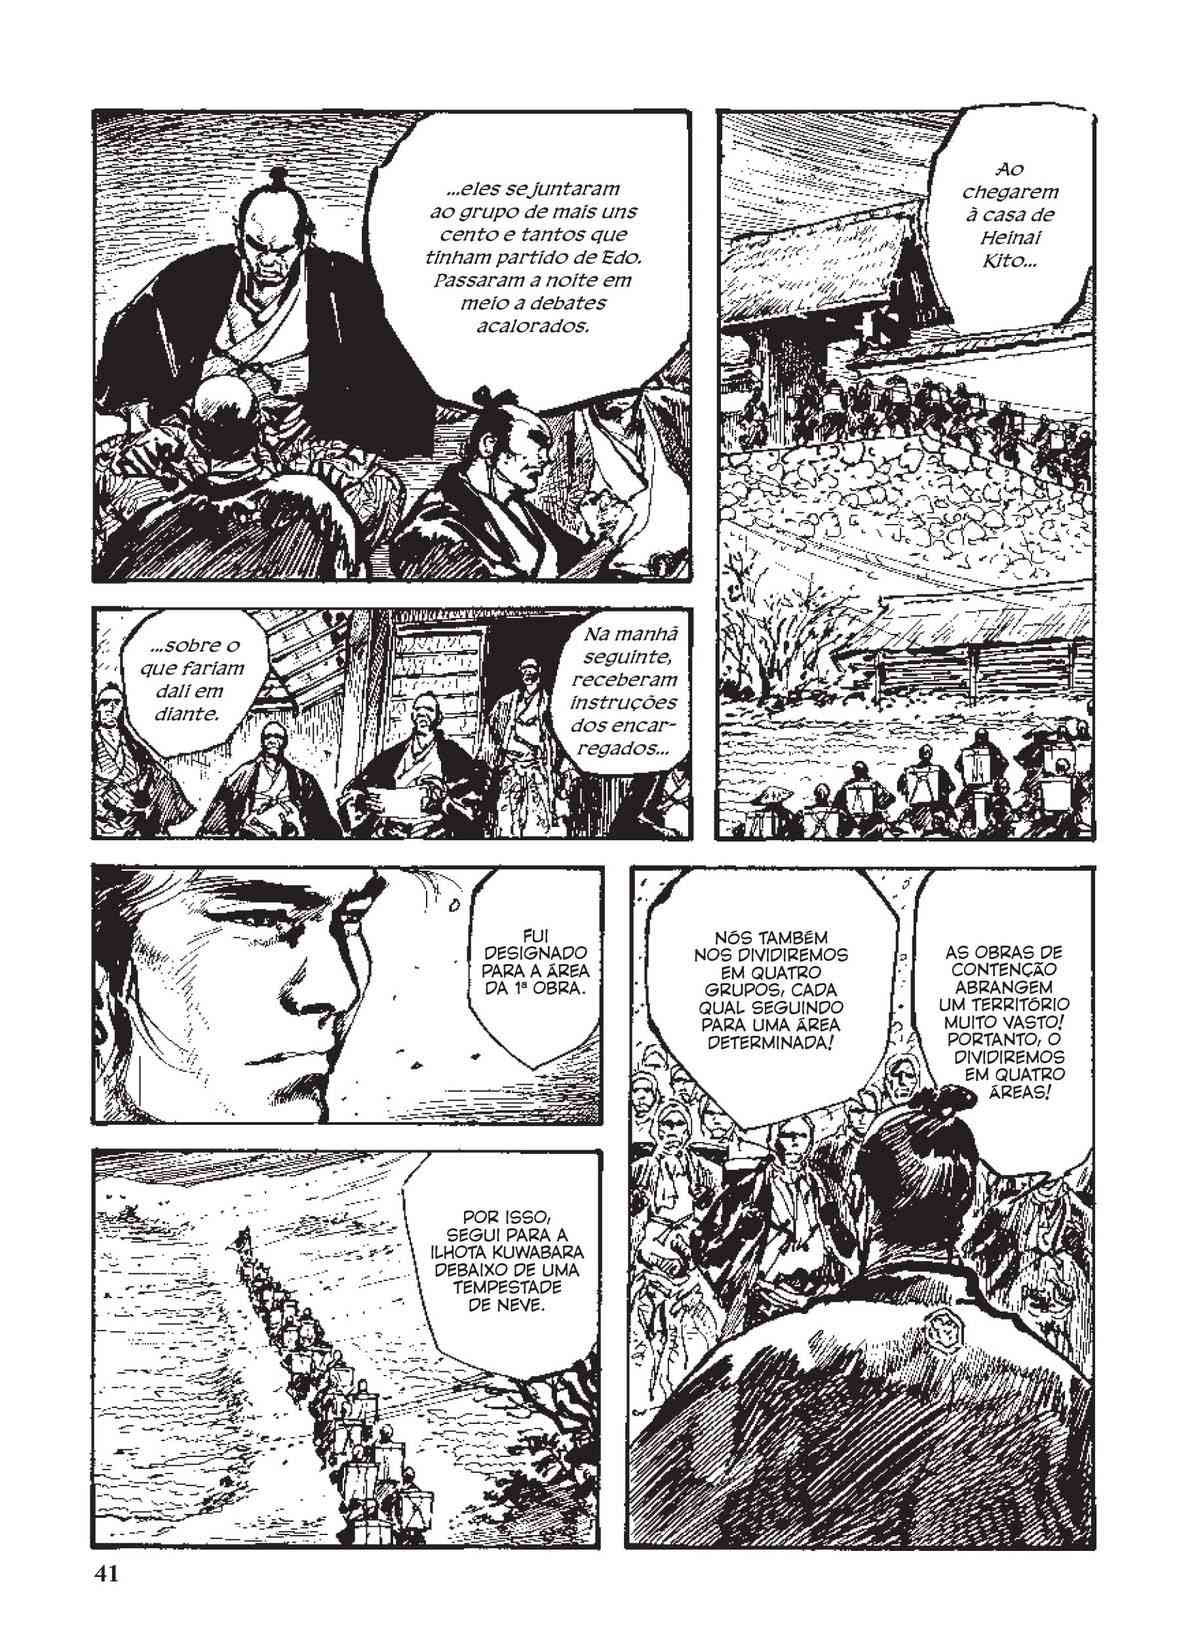 Ao
chegarem
à casa de
Heinai
Kito...
...eles se juntaram
ao grupo de mais uns
cento e tantos que
tinham partido de Edo.
Passaram a noite em
meio a debates
acalorados.
Na manhã
seguinte,
receberam
instruções
dos encar-
regados...
...sobre o
que fariam
dali em
diante.
AS OBRAS DE
CONTENÇÃO
ABRANGEM
UM TERRITÓRIO
MUITO VASTO!
PORTANTO, O
DIVIDIREMOS
EM QUATRO
ÁREAS!
NÓS TAMBÉM
NOS DIVIDIREMOS
EM QUATRO
GRUPOS, CADA
QUAL SEGUINDO
PARA UMA ÁREA
DETERMINADA!
FUI
DESIGNADO
PARA A ÁREA
DA 1ª OBRA.
POR ISSO,
SEGUI PARA A
ILHOTA KUWABARA
DEBAIXO DE UMA
TEMPESTADE
DE NEVE.
41